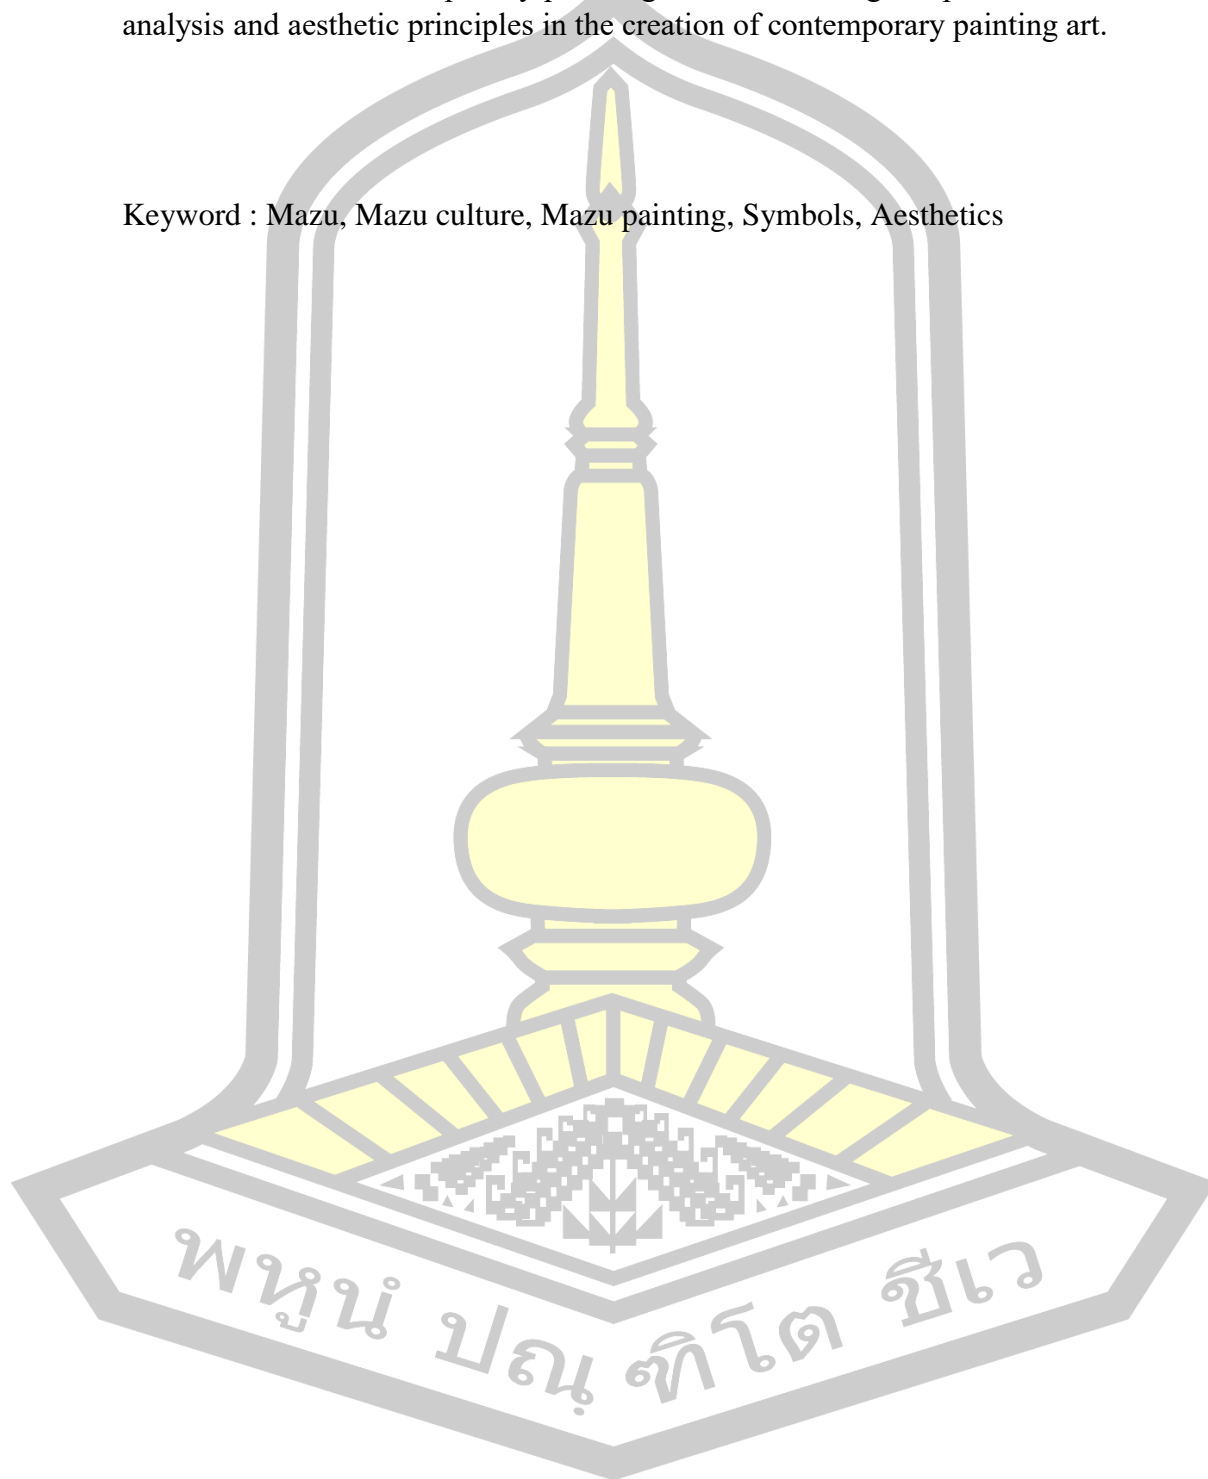 analysis and aesthetic principles in the creation of contemporary painting art.
Keyword : Mazu, Mazu culture, Mazu painting, Symbols, Aesthetics
พหูนํ ปณฺฑิโต ชีเว